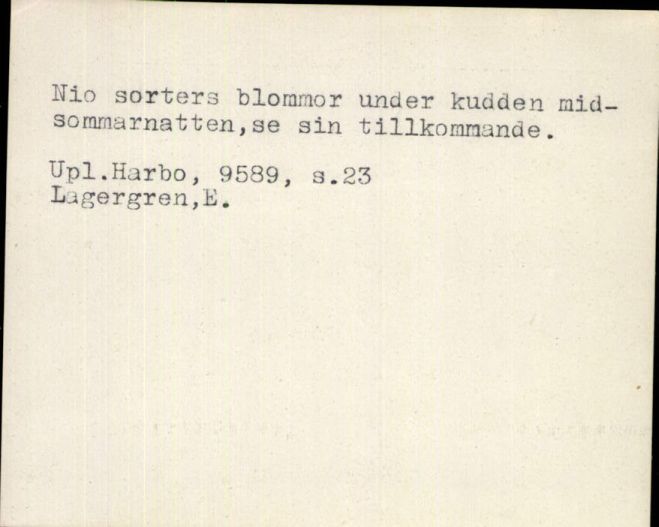 Nio sorters blommor under kudden mid-
sommarnatten,se sin tillkommande.
Upl.Harbo, 9589, s.23
Lagergren,E.